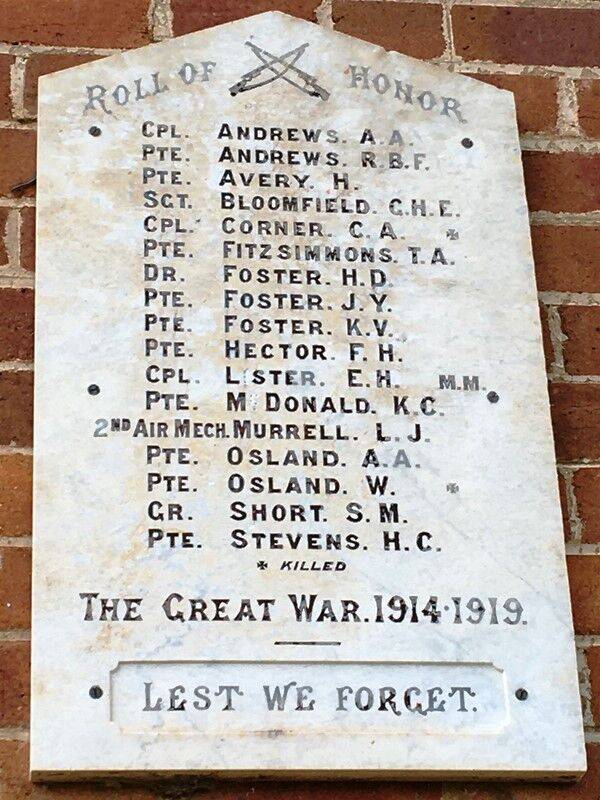 ROLL OF HONOR
CPL. ANDREWS. A.A.
PTE. ANDREWS. R.B.F.
PTE. AVERY. H.
SGT. BLOOMFIELD. G.H.E.
CPL. CORNER. C.A. ✠
PTE. FITZSIMMONS. T.A.
DR. FOSTER. H.D.
PTE. FOSTER. J.Y.
PTE. FOSTER. K.V.
PTE. HECTOR. F.H.
CPL. LISTER. E.H. M.M.
PTE. M DONALD. K.C.
2ND AIR MECH. MURRELL. L.J.
PTE. OSLAND. A.A.
PTE. OSLAND. W. ✠
GR. SHORT. S.M.
PTE. STEVENS. H.C.
✠ KILLED
THE GREAT WAR. 1914·1919.
LEST WE FORGET.